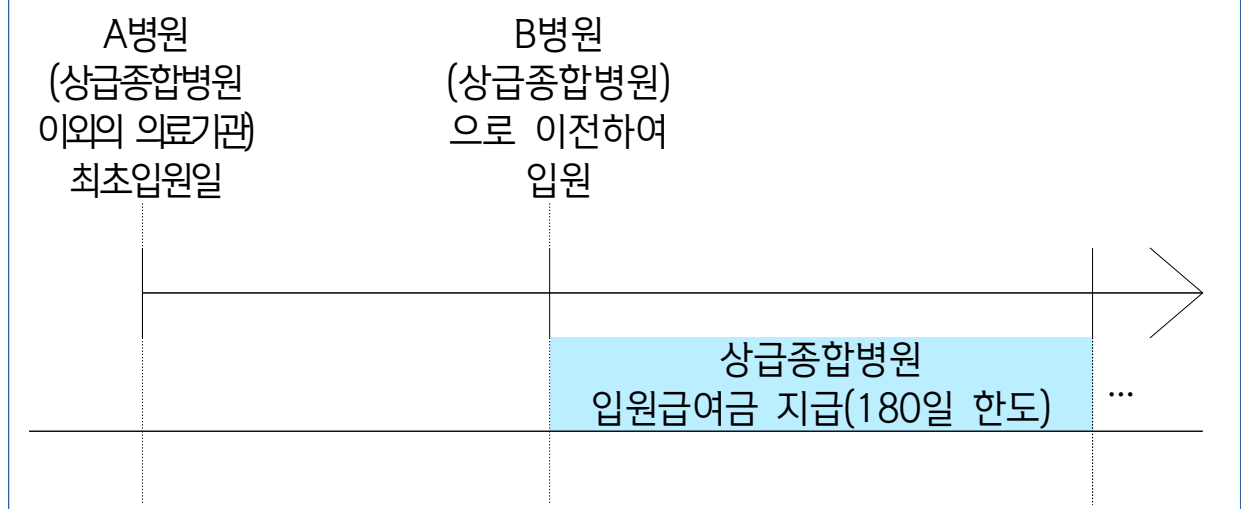 A병원
(상급종합병원
이외의 의료기관)
최초입원일
B병원
(상급종합병원)
으로 이전하여
입원
상급종합병원
입원급여금 지급(180일 한도)
...